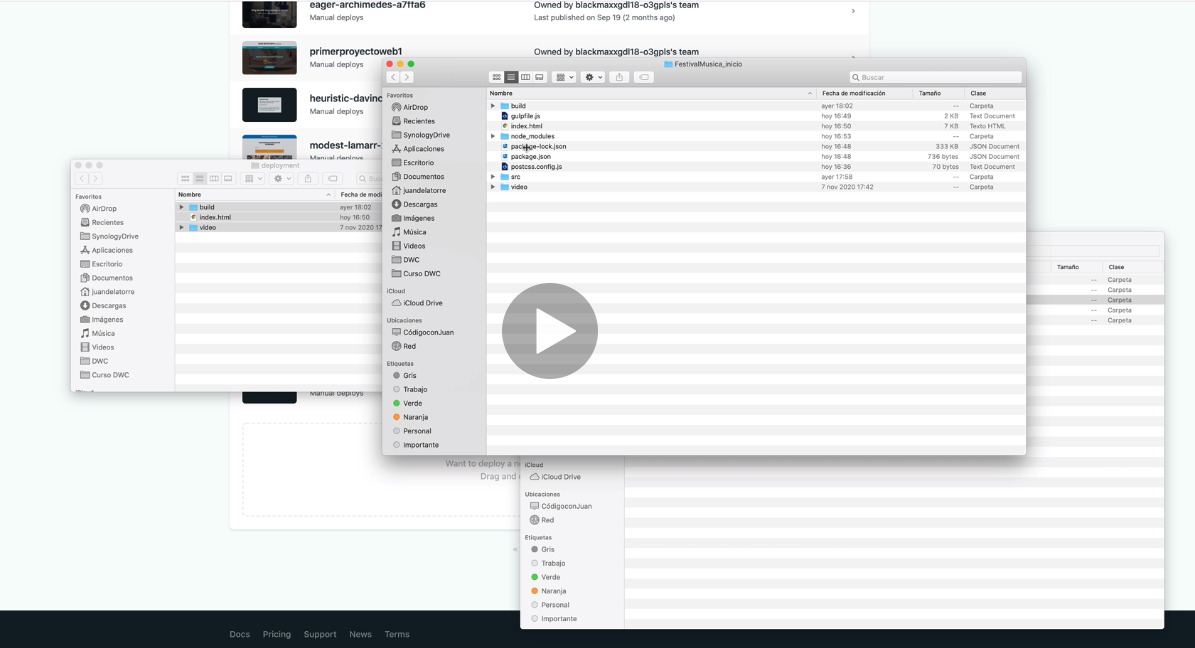 eager-archimedes-a7ffa6
Manual deploys
Owned by blackmaxxgdl18-o3gpls's team
Last published on Sep 19 (2 months ago)
primerproyectoweb1
Manual deploys
Owned by blackmaxxgdl18-o3gpls's team
heuristic-davinc
Manual deploys
modest-lamarr-
Manual deploys
deployment
Favoritos
AirDrop
Recientes
SynologyDrive
Aplicaciones
Escritorio
Documentos
juandelatorre
Descargas
Imágenes
Música
Videos
DWC
Curso DWC
Nombre
Fecha de modi
build
ayer 18:02
index.html
hoy 16:50
video
7 nov 2020 17
FestivalMusica_inicio
Buscar
Favoritos
AirDrop
Recientes
SynologyDrive
Aplicaciones
Escritorio
Documentos
juandelatorre
Descargas
Imágenes
Música
Videos
DWC
Curso DWC
iCloud
iCloud Drive
Ubicaciones
CódigoconJuan
Red
Etiquetas
Gris
Trabajo
Verde
Naranja
Personal
Importante
Nombre Fecha de modificación Tamaño Clase
build ayer 18:02 -- Carpeta
gulpfile.js hoy 16:49 2 KB Text Document
index.html hoy 16:50 7 KB Texto HTML
node_modules hoy 16:53 -- Carpeta
package-lock.json hoy 16:48 333 KB JSON Document
package.json hoy 16:48 736 bytes JSON Document
postcss.config.js hoy 16:36 70 bytes Text Document
src ayer 17:58 -- Carpeta
video 7 nov 2020 17:42 -- Carpeta
Tamaño Clase
-- Carpeta
-- Carpeta
-- Carpeta
-- Carpeta
-- Carpeta
Manual deploys
Want to deploy a n
Drag and
iCloud
iCloud Drive
Ubicaciones
CódigoconJuan
Red
Etiquetas
Gris
Trabajo
Verde
Naranja
Personal
Importante
Docs Pricing Support News Terms